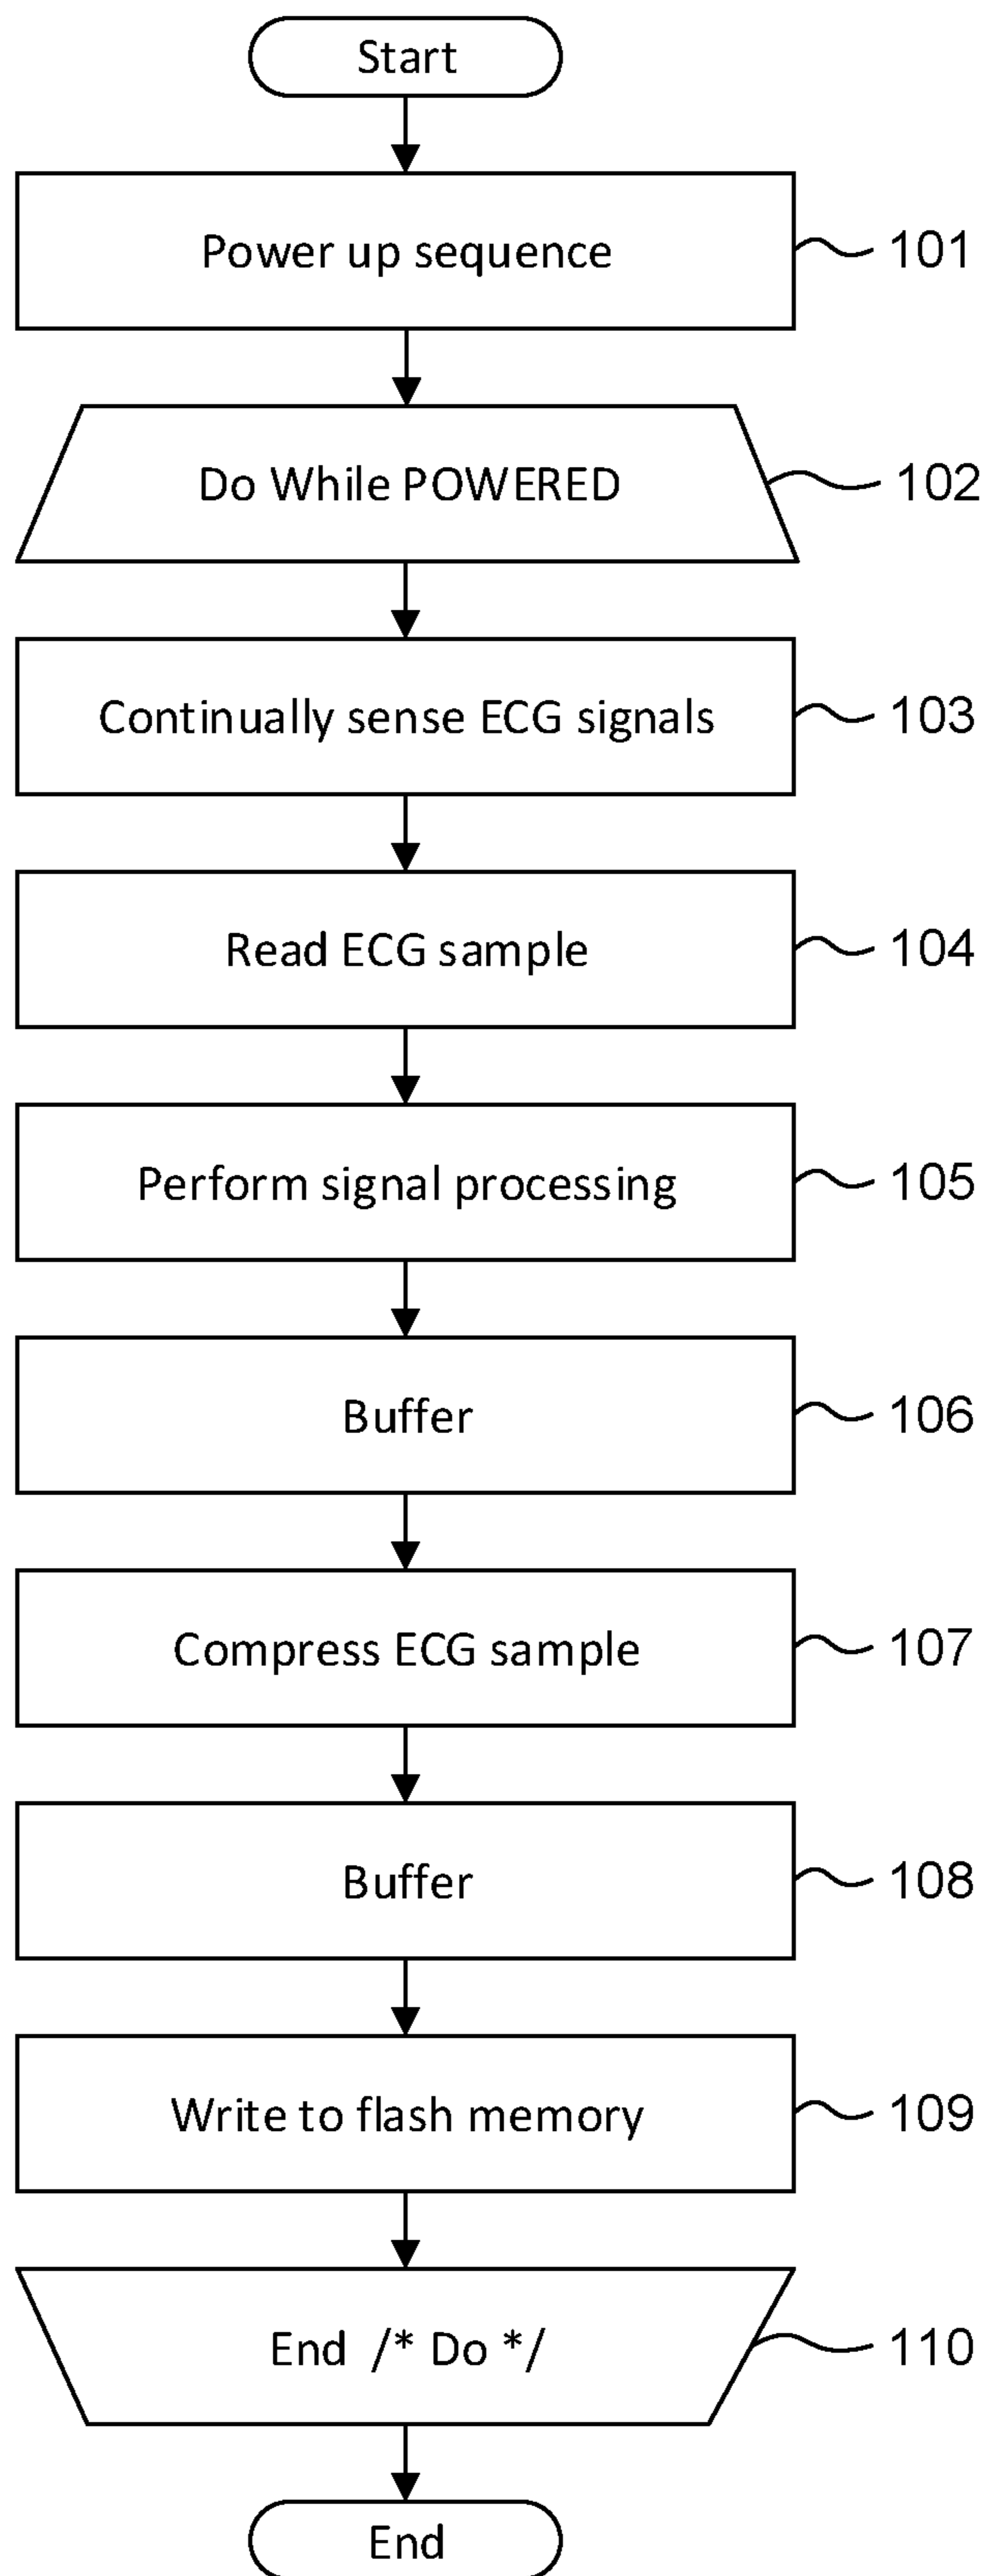 Start
Power up sequence
101
Do While POWERED
102
Continually sense ECG signals
103
Read ECG sample
104
Perform signal processing
105
Buffer
106
Compress ECG sample
107
Buffer
108
Write to flash memory
109
End /* Do */
110
End